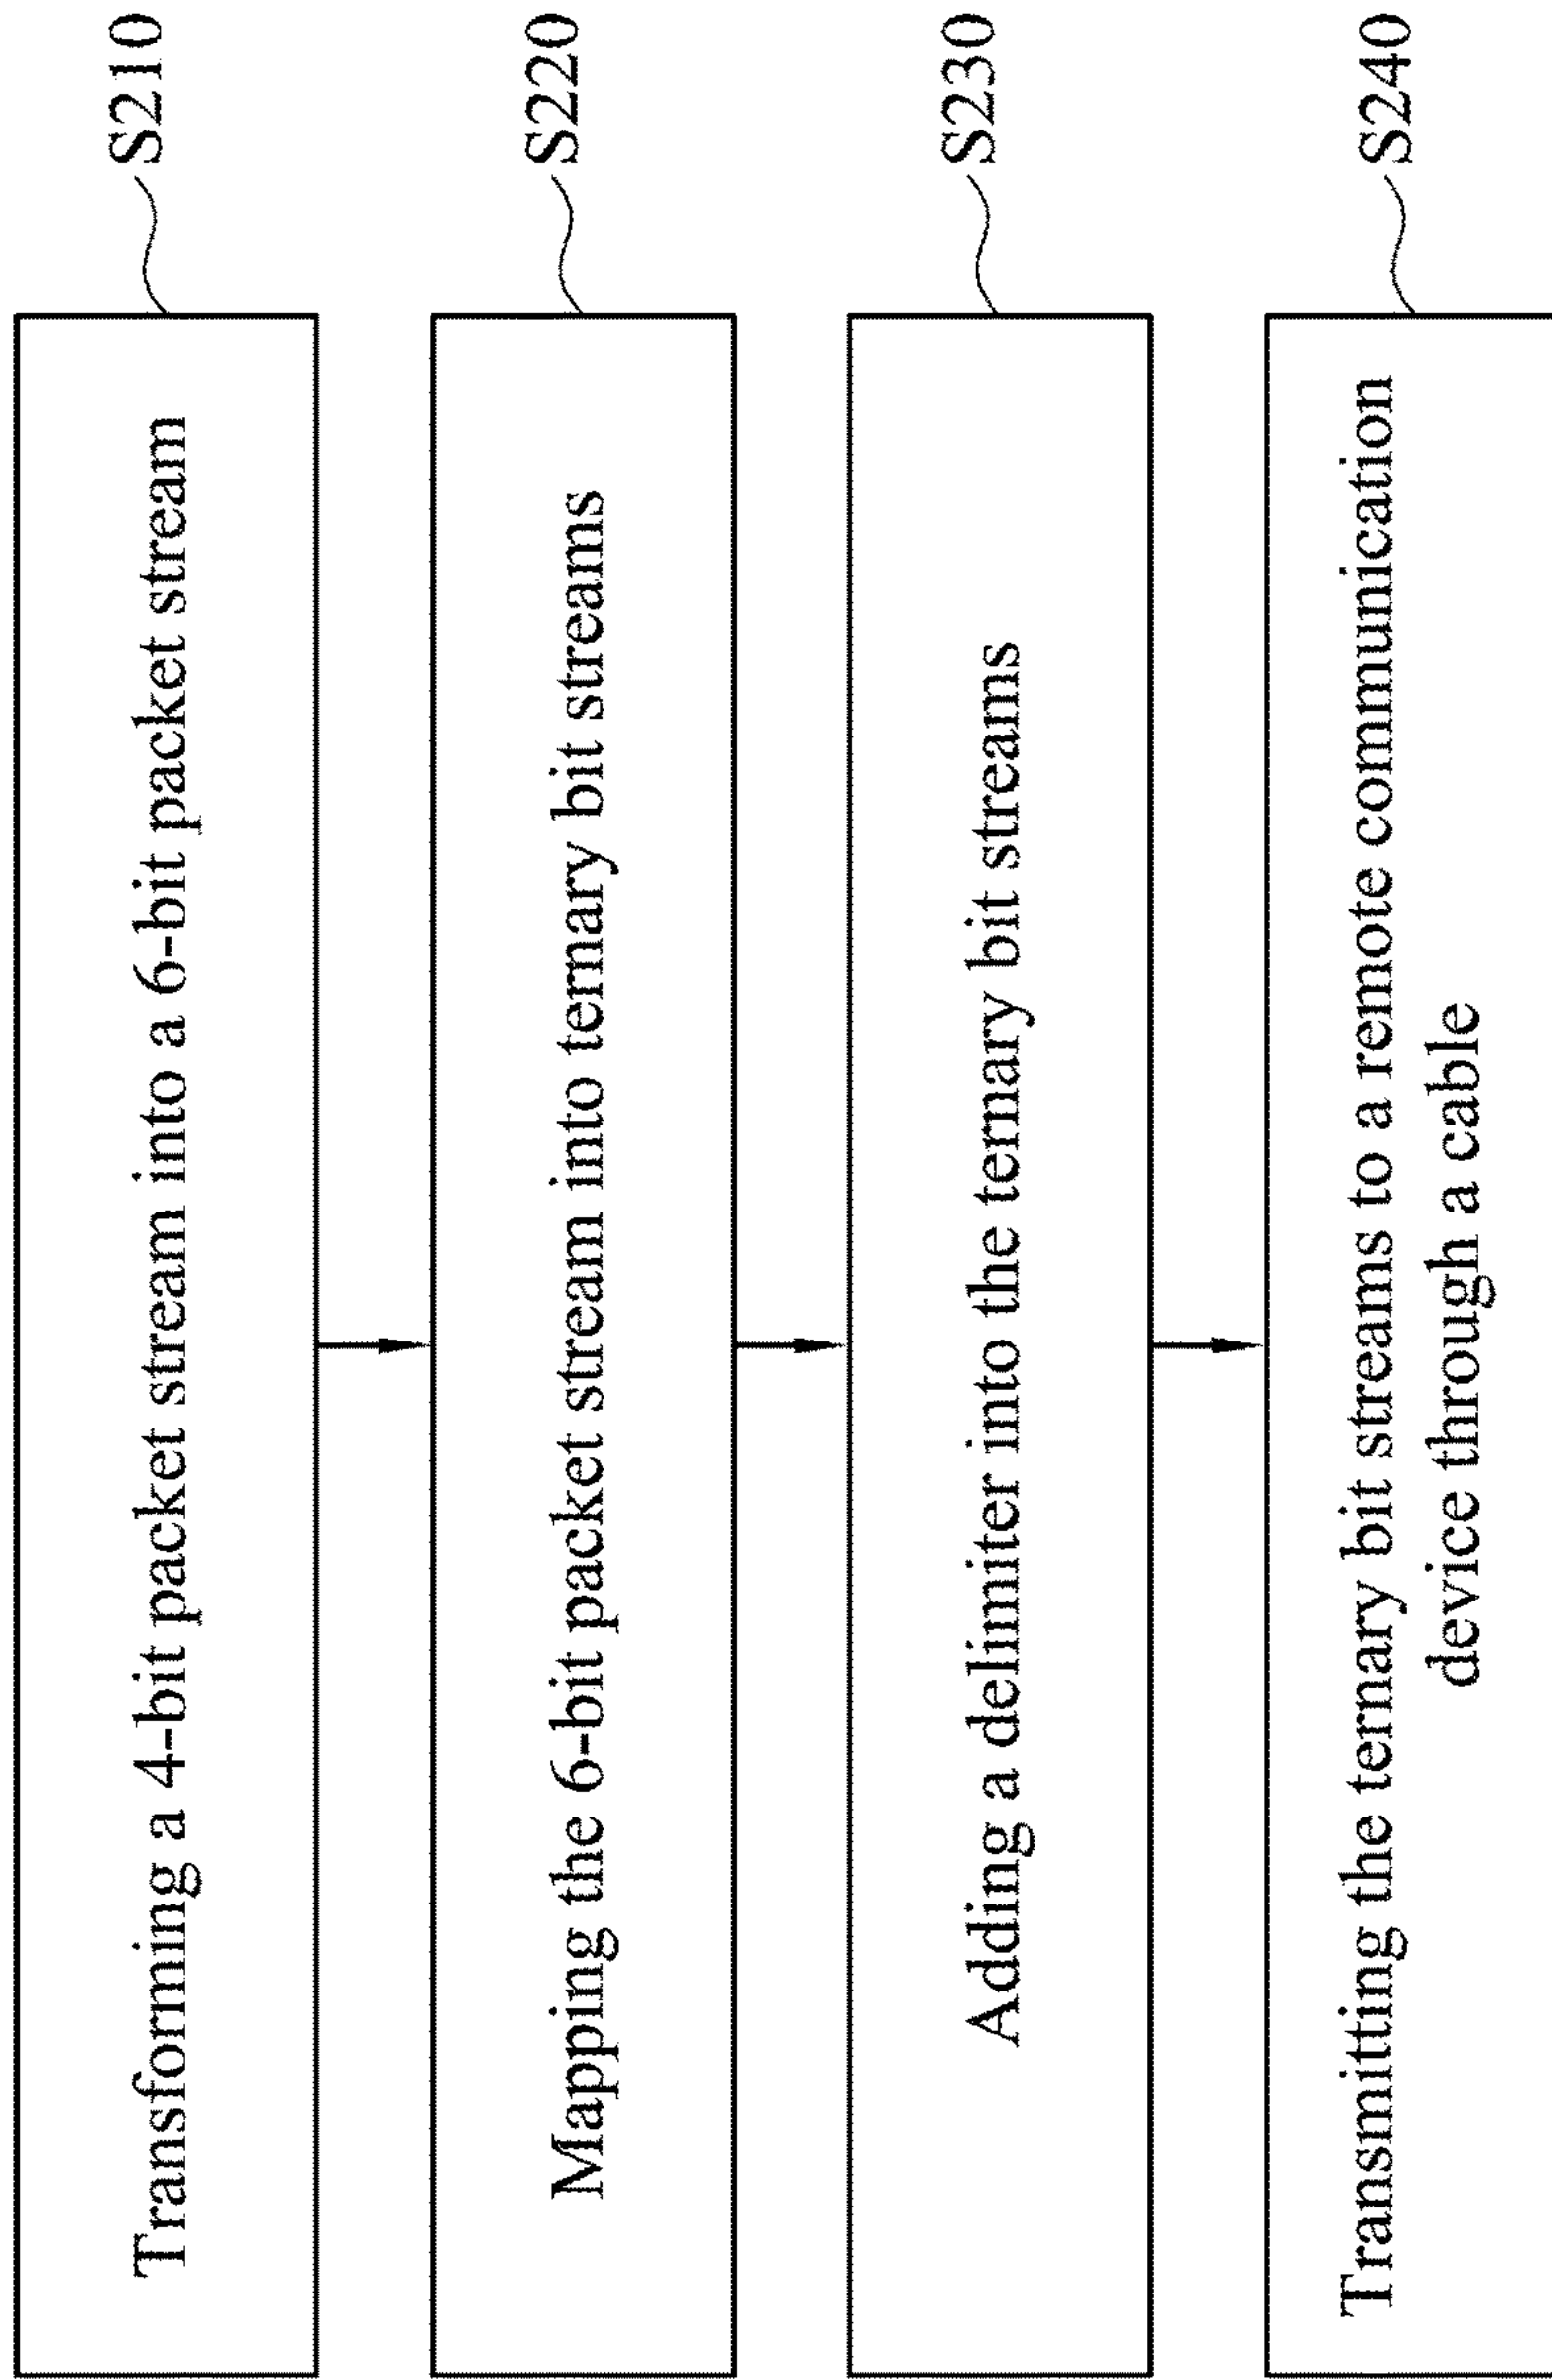 Transforming a 4-bit packet stream into a 6-bit packet stream
S210
Mapping the 6-bit packet stream into ternary bit streams
S220
Adding a delimiter into the ternary bit streams
S230
Transmitting the ternary bit streams to a remote communication
device through a cable
S240